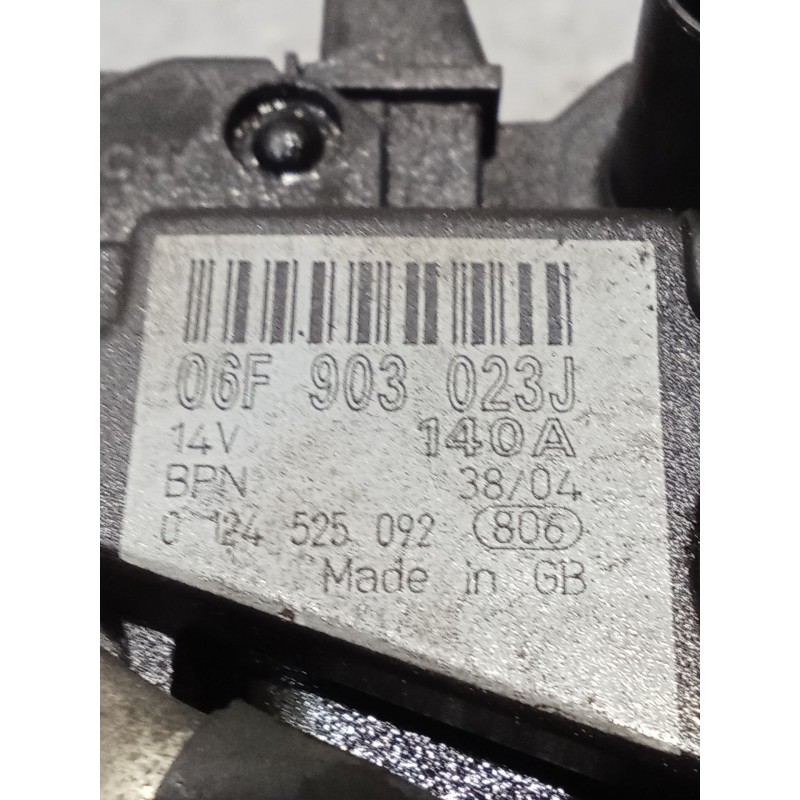 06F 903 023J
14V 140A
BPN 38/04
0 124 525 092 806
Made in GB